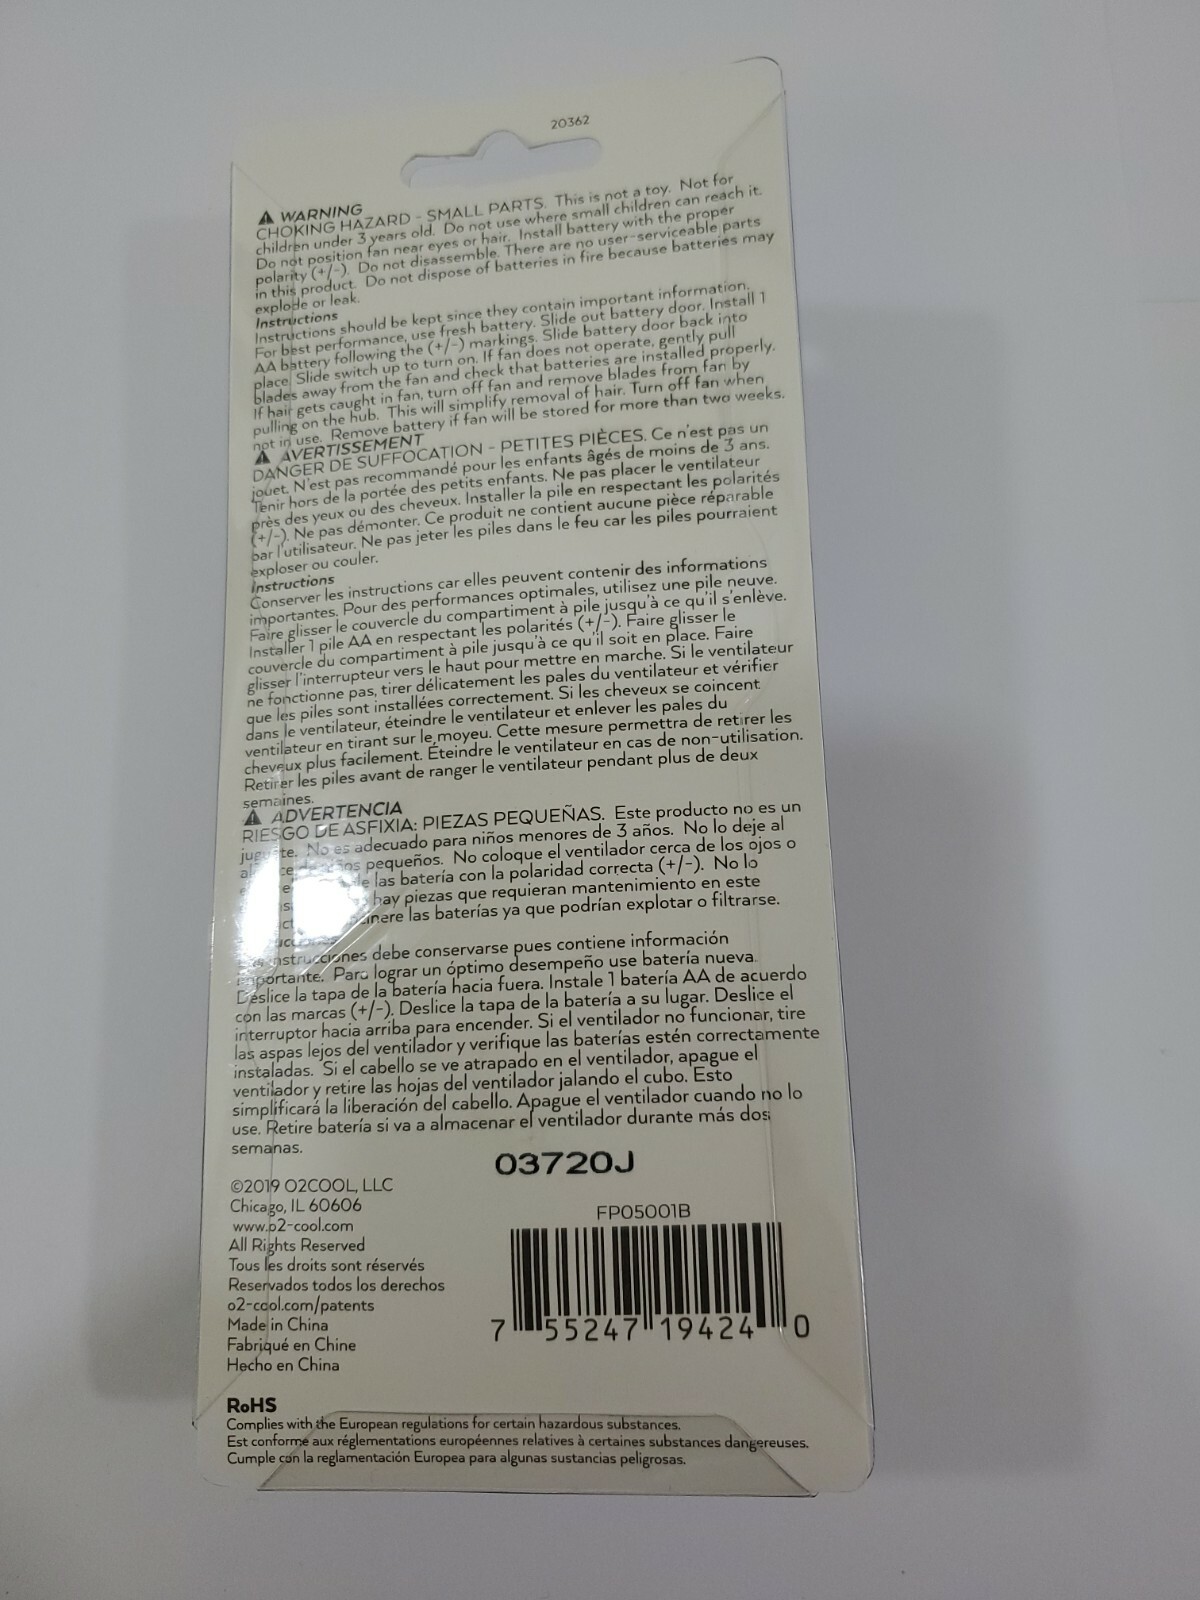 20362
WARNING
CHOKING HAZARD - SMALL PARTS. This is not a toy. Not for
children under 3 years old. Do not use where small children can reach it.
Do not position fan near eyes or hair. Install battery with the proper
polarity (+/-). Do not disassemble. There are no user-serviceable parts
in this product. Do not dispose of batteries in fire because batteries may
explode or leak.
Instructions
Instructions should be kept since they contain important information.
For best performance, use fresh battery. Slide out battery door. Install 1
AA battery following the (+/-) markings. Slide battery door back into
place. Slide switch up to turn on. If fan does not operate, gently pull
blades away from the fan and check that batteries are installed properly.
If hair gets caught in fan, turn off fan and remove blades from fan by
pulling on the hub. This will simplify removal of hair. Turn off fan when
not in use. Remove battery if fan will be stored for more than two weeks.
AVERTISSEMENT
DANGER DE SUFFOCATION - PETITES PIÈCES. Ce n'est pas un
jouet. N'est pas recommandé pour les enfants âgés de moins de 3 ans.
Tenir hors de la portée des petits enfants. Ne pas placer le ventilateur
près des yeux ou des cheveux. Installer la pile en respectant les polarités
(+/-). Ne pas démonter. Ce produit ne contient aucune pièce réparable
par l'utilisateur. Ne pas jeter les piles dans le feu car les piles pourraient
exploser ou couler.
Instructions
Conserver les instructions car elles peuvent contenir des informations
importantes. Pour des performances optimales, utilisez une pile neuve.
Faire glisser le couvercle du compartiment à pile jusqu'à ce qu'il s'enlève.
Installer 1 pile AA en respectant les polarités (+/-). Faire glisser le
couvercle du compartiment à pile jusqu'à ce qu'il soit en place. Faire
glisser l'interrupteur vers le haut pour mettre en marche. Si le ventilateur
ne fonctionne pas, tirer délicatement les pales du ventilateur et vérifier
que les piles sont installées correctement. Si les cheveux se coincent
dans le ventilateur, éteindre le ventilateur et enlever les pales du
ventilateur en tirant sur le moyeu. Cette mesure permettra de retirer les
cheveux plus facilement. Éteindre le ventilateur en cas de non-utilisation.
Retirer les piles avant de ranger le ventilateur pendant plus de deux
semaines.
ADVERTENCIA
RIESGO DE ASFIXIA: PIEZAS PEQUEÑAS. Este producto no es un
juguete. No es adecuado para niños menores de 3 años. No lo deje al
pequeños. No coloque el ventilador cerca de los ojos o
las batería con la polaridad correcta (+/-). No lo
hay piezas que requieran mantenimiento en este
las baterías ya que podrían explotar o filtrarse.
instrucciones debe conservarse pues contiene información
importante. Para lograr un óptimo desempeño use batería nueva.
Deslice la tapa de la batería hacia fuera. Instale 1 batería AA de acuerdo
con las marcas (+/-). Deslice la tapa de la batería a su lugar. Deslice el
interruptor hacia arriba para encender. Si el ventilador no funcionar, tire
las aspas lejos del ventilador y verifique las baterías estén correctamente
instaladas. Si el cabello se ve atrapado en el ventilador, apague el
ventilador y retire las hojas del ventilador jalando el cubo. Esto
simplificará la liberación del cabello. Apague el ventilador cuando no lo
use. Retire batería si va a almacenar el ventilador durante más dos
semanas.
03720J
©2019 O2COOL, LLC
Chicago, IL 60606
www.o2-cool.com
All Rights Reserved
Tous les droits sont réservés
Reservados todos los derechos
o2-cool.com/patents
Made in China
Fabriqué en Chine
Hecho en China
FP05001B
7 55247 19424 0
RoHS
Complies with the European regulations for certain hazardous substances.
Est conforme aux réglementations européennes relatives à certaines substances dangereuses.
Cumple con la reglamentación Europea para algunas sustancias peligrosas.